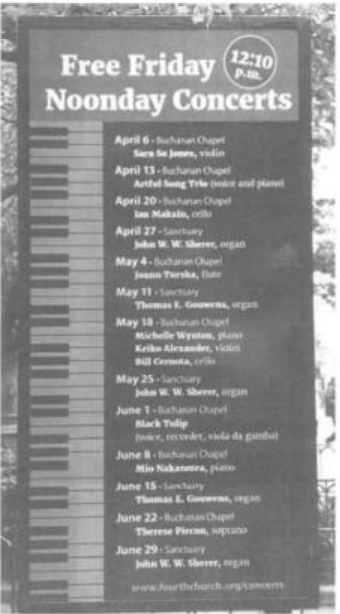 Free Friday
12:10
p.m.
Noonday Concerts
April 6 - Buchanan Chapel
Sara Su Jones, violin
April 13 - Buchanan Chapel
Artful Song Trio (voice and piano)
April 20 - Buchanan Chapel
Ian Maksin, cello
April 27 - Sanctuary
John W. W. Sherer, organ
May 4 - Buchanan Chapel
Joann Turska, flute
May 11 - Sanctuary
Thomas E. Gouwens, organ
May 18 - Buchanan Chapel
Michelle Wynton, piano
Keiko Alexander, violin
Bill Cernota, cello
May 25 - Sanctuary
John W. W. Sherer, organ
June 1 - Buchanan Chapel
Black Tulip
(voice, recorder, viola da gamba)
June 8 - Buchanan Chapel
Mio Nakamura, piano
June 15 - Sanctuary
Thomas E. Gouwens, organ
June 22 - Buchanan Chapel
Therese, soprano
June 29 - Sanctuary
John W. W. Sherer, organ
www.fourthchurch.org/concerts